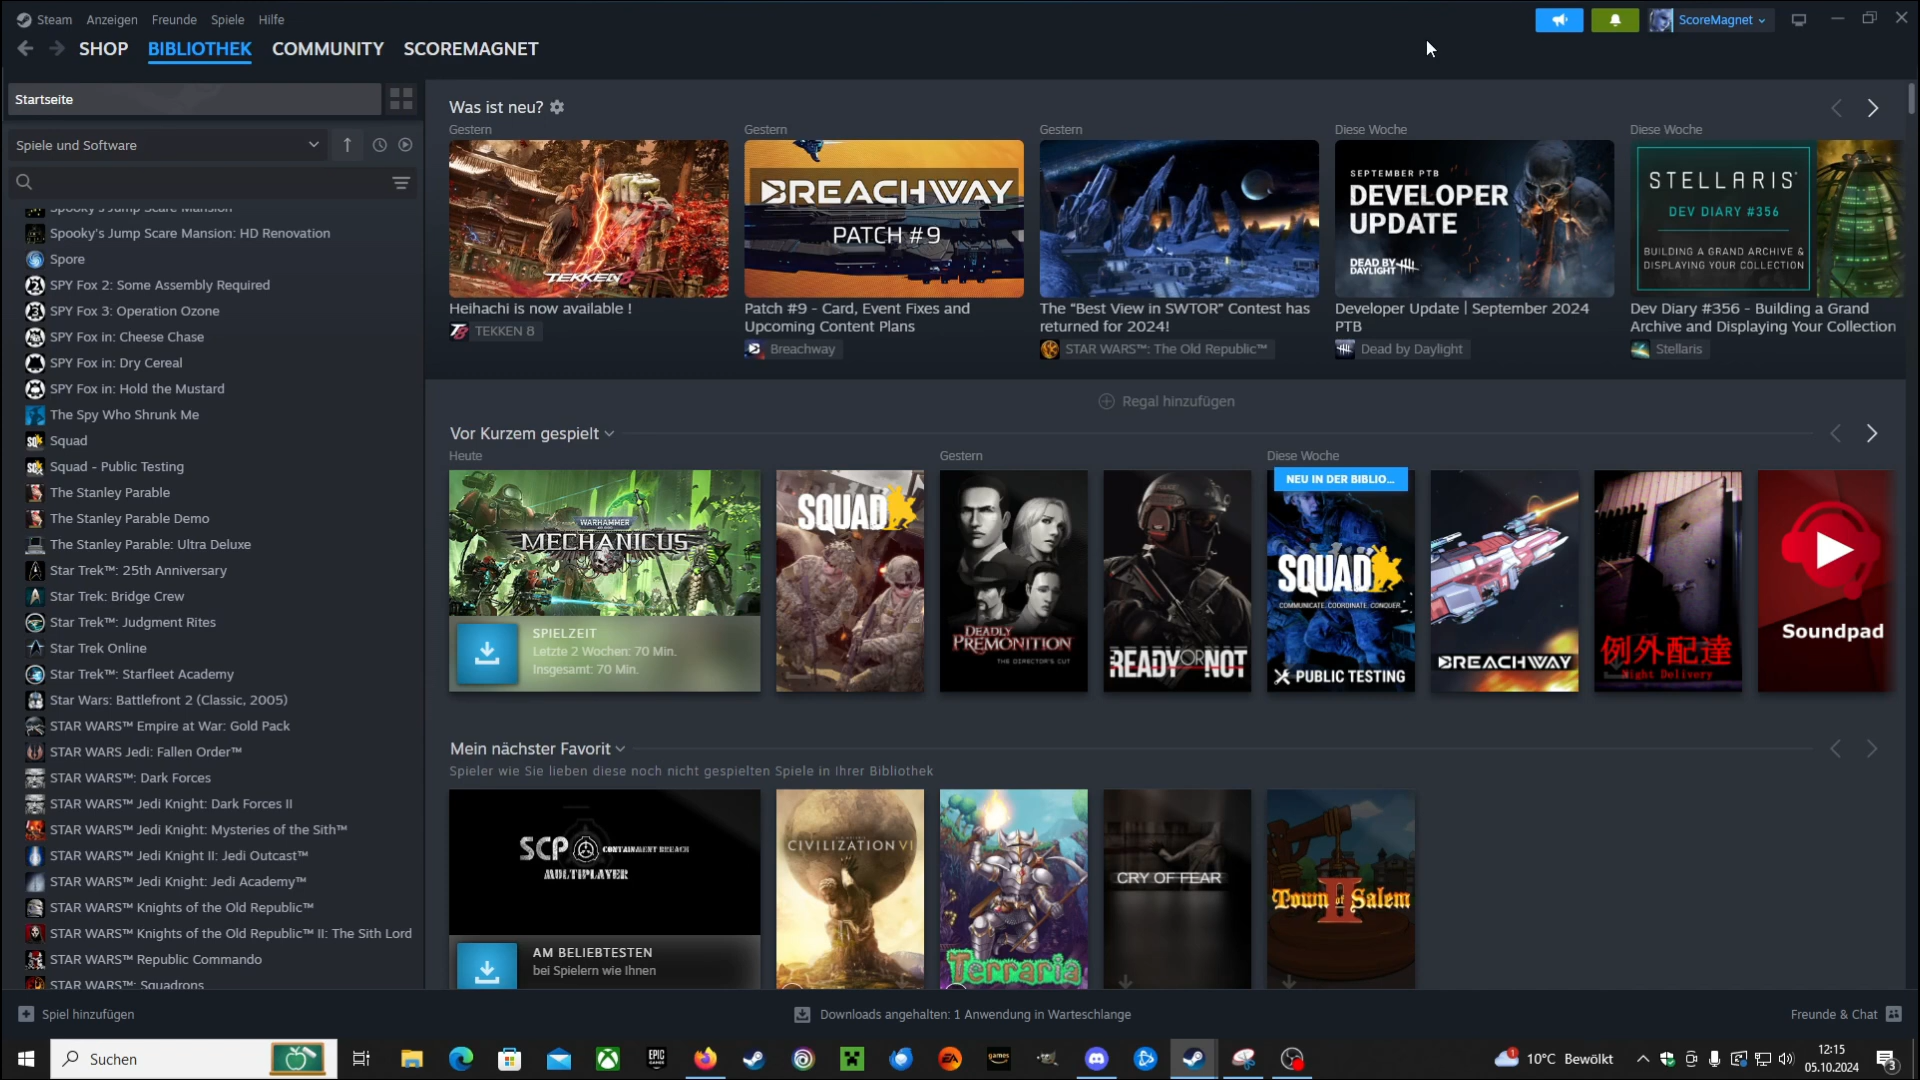 Steam Anzeigen Freunde Spiele Hilfe
ScoreMagnet
SHOP BIBLIOTHEK COMMUNITY SCOREMAGNET
Startseite
Spiele und Software
Spooky's Jump Scare Mansion
Spooky's Jump Scare Mansion: HD Renovation
Spore
SPY Fox 2: Some Assembly Required
SPY Fox 3: Operation Ozone
SPY Fox in: Cheese Chase
SPY Fox in: Dry Cereal
SPY Fox in: Hold the Mustard
The Spy Who Shrunk Me
Squad
Squad - Public Testing
The Stanley Parable
The Stanley Parable Demo
The Stanley Parable: Ultra Deluxe
Star Trek™: 25th Anniversary
Star Trek: Bridge Crew
Star Trek™: Judgment Rites
Star Trek Online
Star Trek™: Starfleet Academy
Star Wars: Battlefront 2 (Classic, 2005)
STAR WARS™ Empire at War: Gold Pack
STAR WARS Jedi: Fallen Order™
STAR WARS™: Dark Forces
STAR WARS™ Jedi Knight: Dark Forces II
STAR WARS™ Jedi Knight: Mysteries of the Sith™
STAR WARS™ Jedi Knight II: Jedi Outcast™
STAR WARS™ Jedi Knight: Jedi Academy™
STAR WARS™ Knights of the Old Republic™
STAR WARS™ Knights of the Old Republic™ II: The Sith Lord
STAR WARS™ Republic Commando
STAR WARS™: Squadrons
Was ist neu?
Gestern
TEKKEN 8
Heihachi is now available !
TEKKEN 8
Gestern
BREACHWAY
PATCH #9
Patch #9 - Card, Event Fixes and
Upcoming Content Plans
Breachway
Gestern
The “Best View in SWTOR” Contest has
returned for 2024!
STAR WARS™: The Old Republic™
Diese Woche
SEPTEMBER PTB
DEVELOPER
UPDATE
DEAD BY
DAYLIGHT
Developer Update | September 2024
PTB
Dead by Daylight
Diese Woche
STELLARIS
DEV DIARY #356
BUILDING A GRAND ARCHIVE &
DISPLAYING YOUR COLLECTION
Dev Diary #356 - Building a Grand
Archive and Displaying Your Collection
Stellaris
Regal hinzufügen
Vor Kurzem gespielt
Heute
WARHAMMER
MECHANICUS
SPIELZEIT
Letzte 2 Wochen: 70 Min.
Insgesamt: 70 Min.
SQUAD
Gestern
DEADLY
PREMONITION
THE DIRECTOR'S CUT
READY OR NOT
Diese Woche
NEU IN DER BIBLIO...
SQUAD
COMMUNICATE. COORDINATE. CONQUER.
PUBLIC TESTING
BREACHWAY
例外配達
Night Delivery
Soundpad
Mein nächster Favorit
Spieler wie Sie lieben diese noch nicht gespielten Spiele in Ihrer Bibliothek
SCP CONTAINMENT BREACH
MULTIPLAYER
AM BELIEBTESTEN
bei Spielern wie Ihnen
CIVILIZATION VI
Terraria
CRY OF FEAR
Town of Salem
II
Spiel hinzufügen
Downloads angehalten: 1 Anwendung in Warteschlange
Freunde & Chat
Suchen
EPIC
GAMES
EA
games
1
10°C Bewölkt
12:15
05.10.2024
3